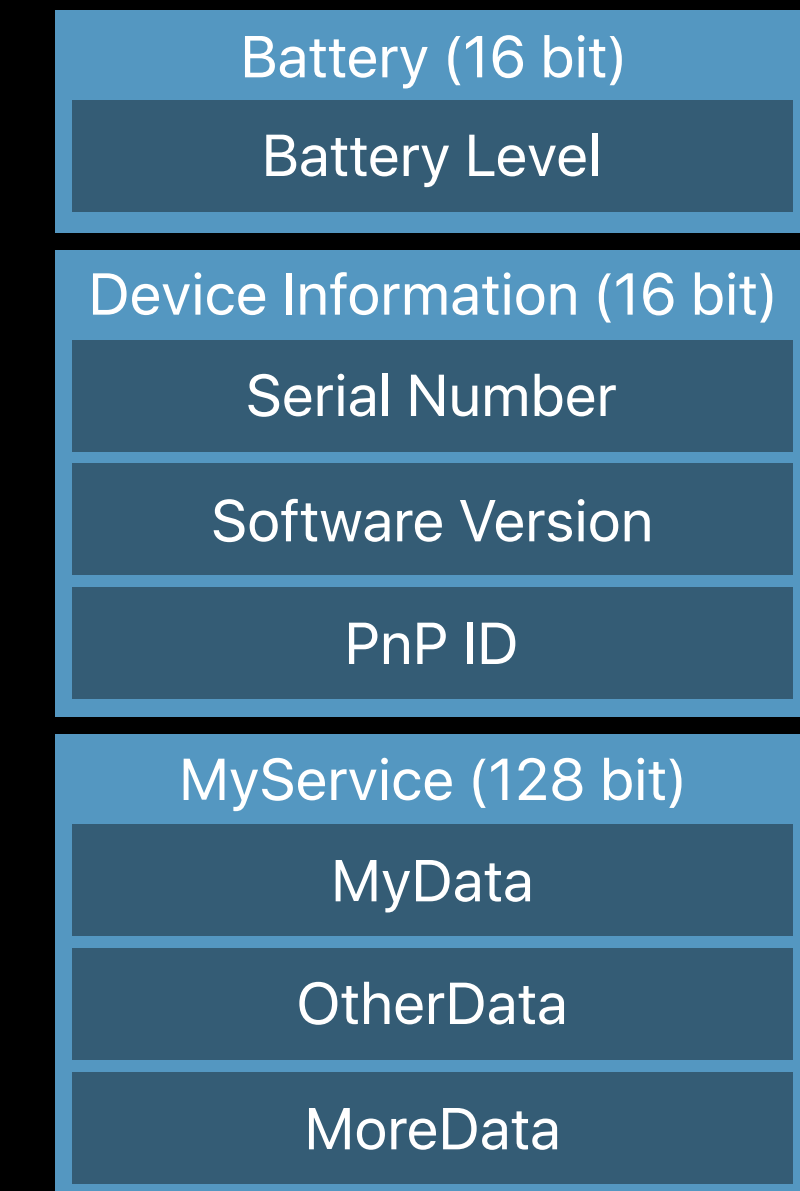 Battery (16 bit)
Battery Level
Device Information (16 bit)
Serial Number
Software Version
PnP ID
MyService (128 bit)
MyData
OtherData
MoreData